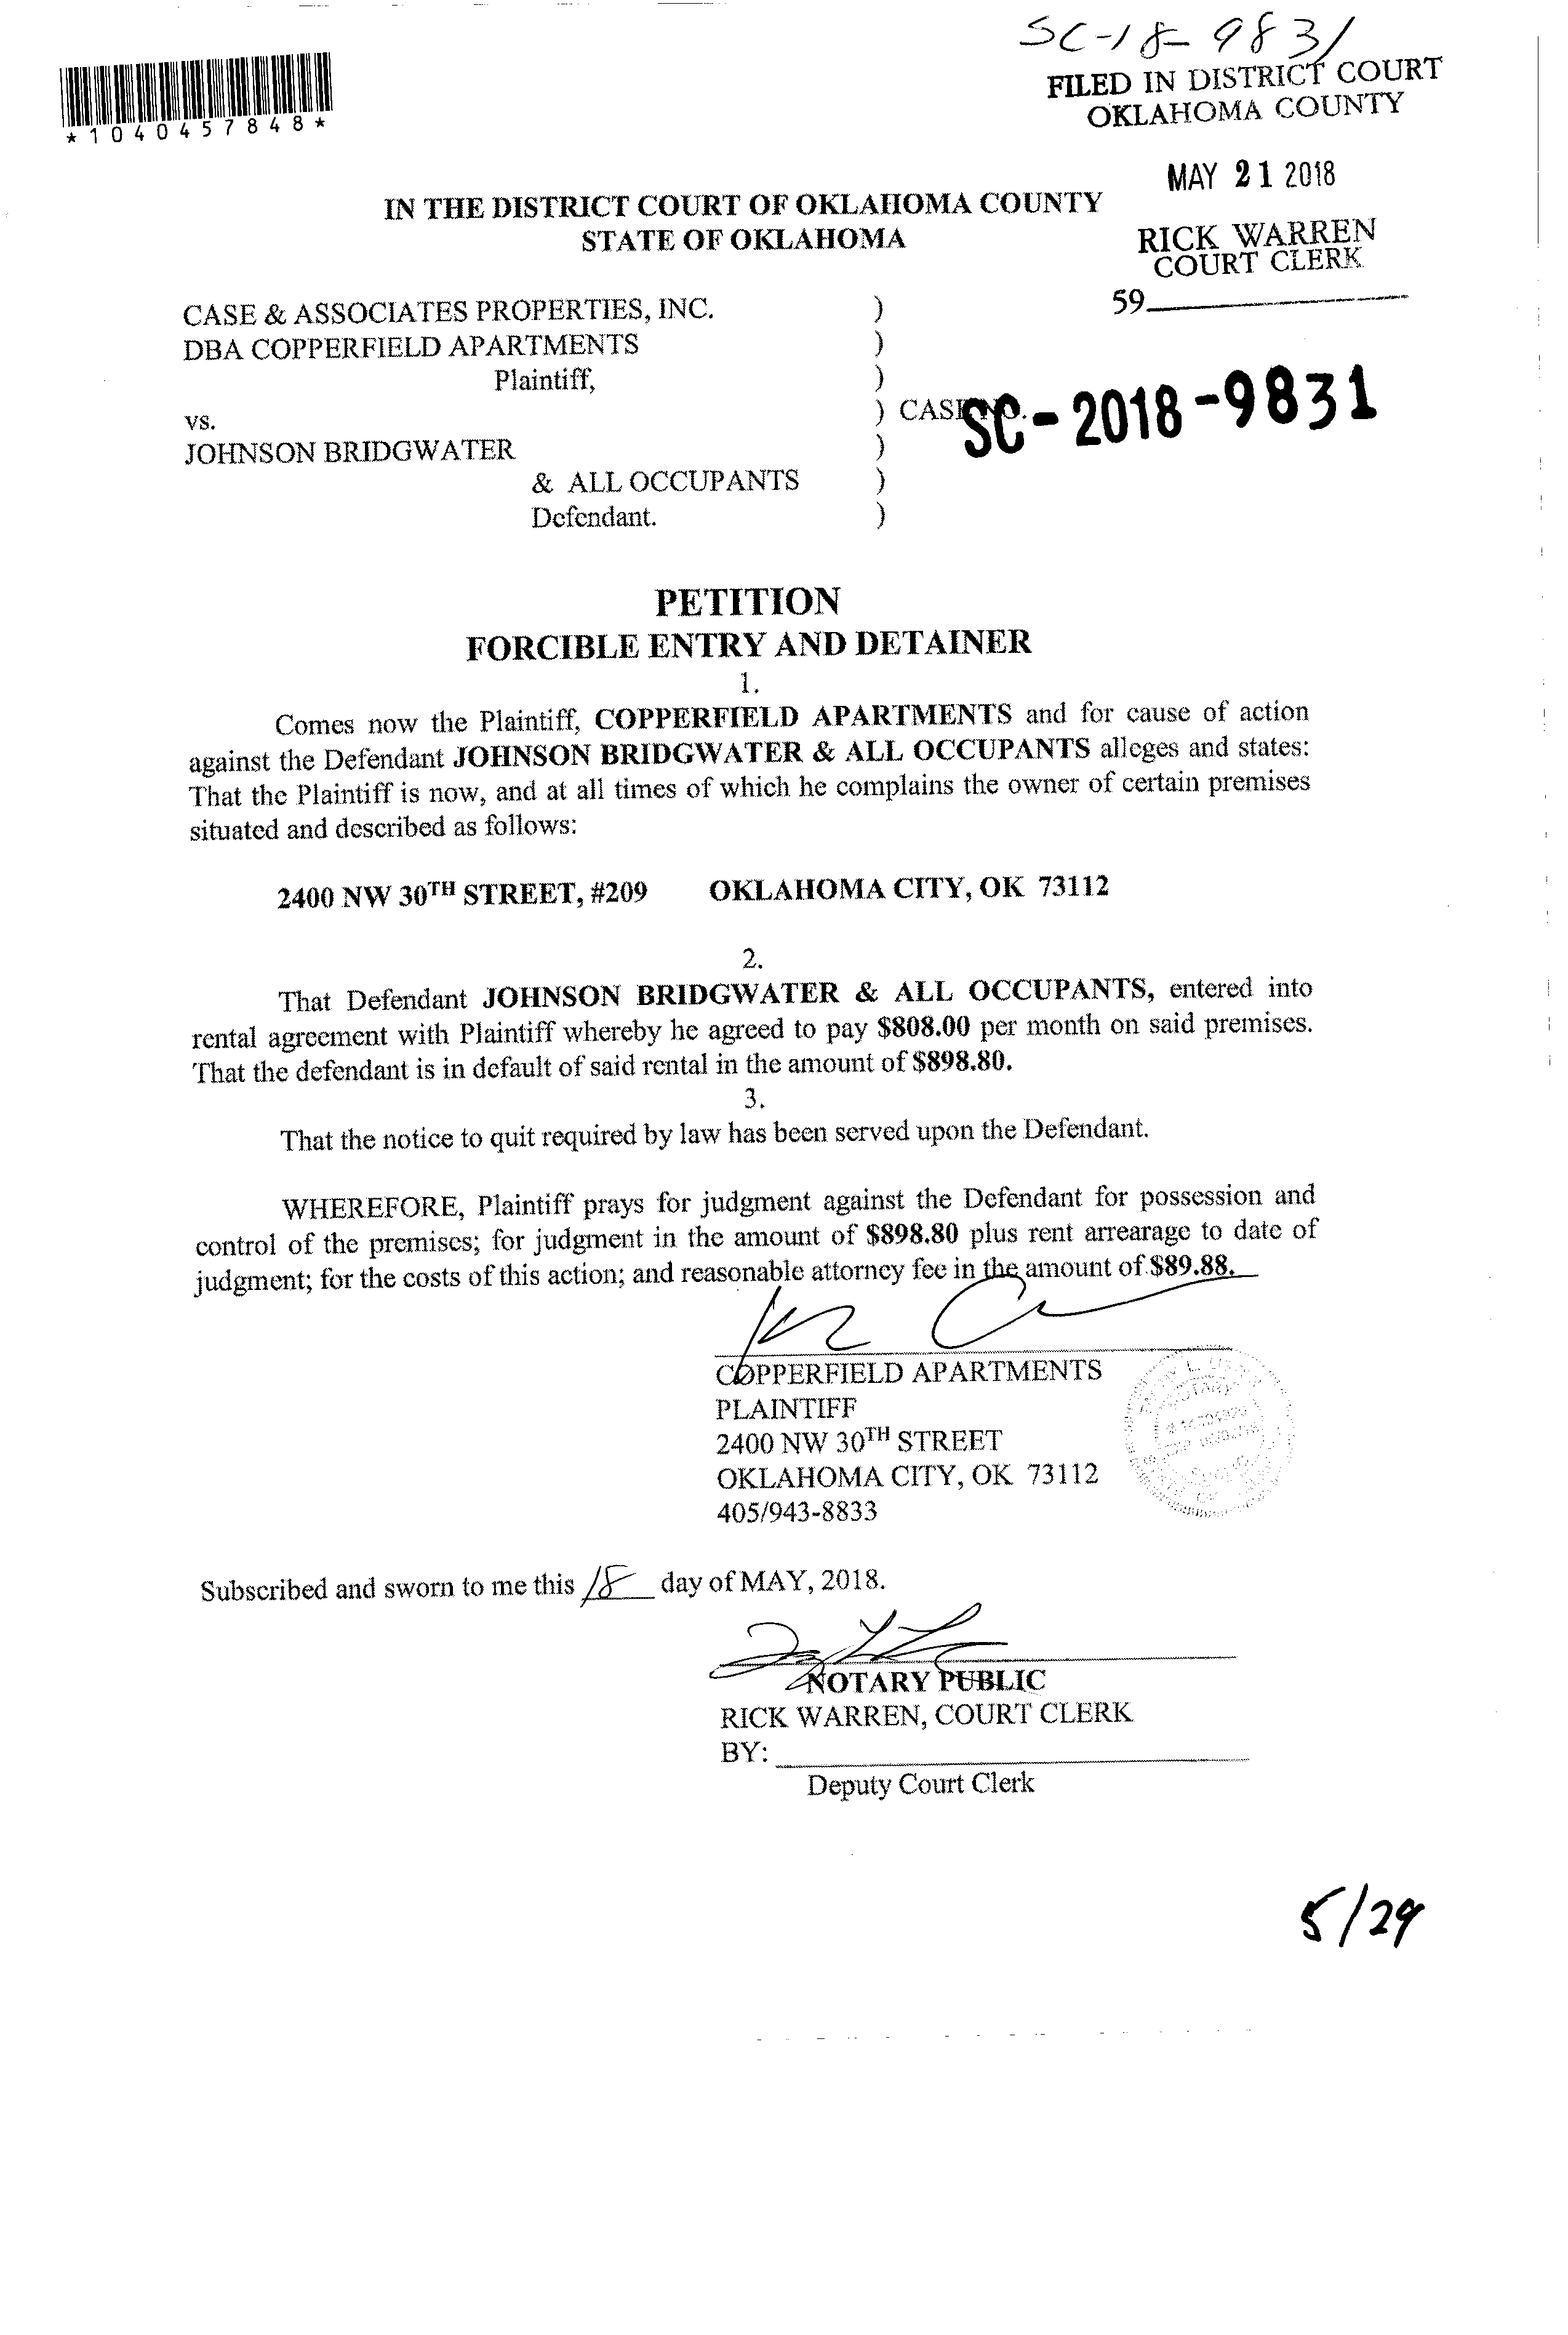 SC-18-9831
FILED IN DISTRICT COURT
OKLAHOMA COUNTY
*1040457848*
MAY 21 2018
IN THE DISTRICT COURT OF OKLAHOMA COUNTY
STATE OF OKLAHOMA
RICK WARREN
COURT CLERK
59
CASE & ASSOCIATES PROPERTIES, INC. )
DBA COPPERFIELD APARTMENTS )
Plaintiff, )
vs. ) CASE NO. SC-2018-9831
JOHNSON BRIDGWATER )
& ALL OCCUPANTS )
Defendant. )
PETITION
FORCIBLE ENTRY AND DETAINER
1.
Comes now the Plaintiff, COPPERFIELD APARTMENTS and for cause of action
against the Defendant JOHNSON BRIDGWATER & ALL OCCUPANTS alleges and states:
That the Plaintiff is now, and at all times of which he complains the owner of certain premises
situated and described as follows:
2400 NW 30TH STREET, #209 OKLAHOMA CITY, OK 73112
2.
That Defendant JOHNSON BRIDGWATER & ALL OCCUPANTS, entered into
rental agreement with Plaintiff whereby he agreed to pay $808.00 per month on said premises.
That the defendant is in default of said rental in the amount of $898.80.
3.
That the notice to quit required by law has been served upon the Defendant.
WHEREFORE, Plaintiff prays for judgment against the Defendant for possession and
control of the premises; for judgment in the amount of $898.80 plus rent arrearage to date of
judgment; for the costs of this action; and reasonable attorney fee in the amount of $89.88.
COPPERFIELD APARTMENTS
PLAINTIFF
2400 NW 30TH STREET
OKLAHOMA CITY, OK 73112
405/943-8833
Subscribed and sworn to me this 18 day of MAY, 2018.
NOTARY PUBLIC
RICK WARREN, COURT CLERK
BY:
Deputy Court Clerk
5/29